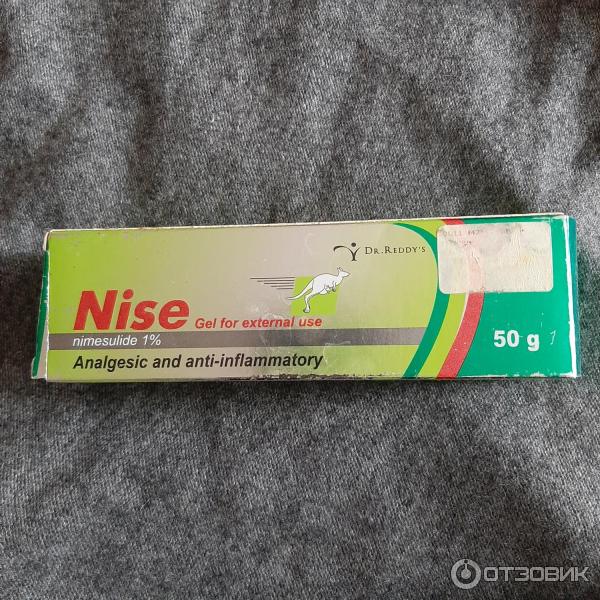 DR.REDDY'S
Nise
Gel for external use
nimesulide 1%
Analgesic and anti-inflammatory
50 g
ОТЗОВИК